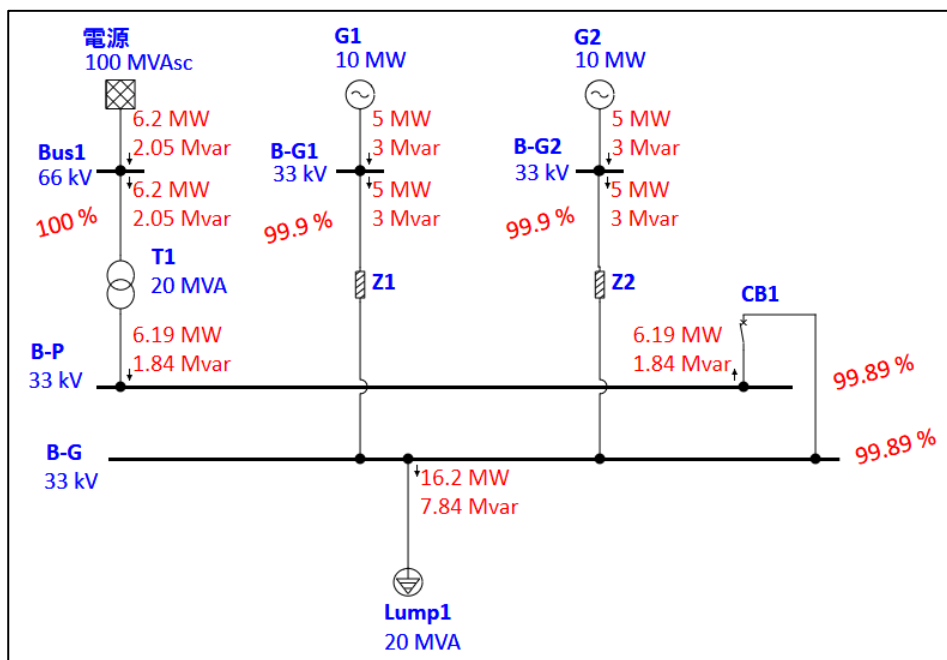 電源
100 MVAsc
G1
10 MW
G2
10 MW
6.2 MW
2.05 Mvar
5 MW
3 Mvar
5 MW
3 Mvar
Bus1
66 kV
B-G1
33 kV
B-G2
33 kV
6.2 MW
2.05 Mvar
5 MW
3 Mvar
5 MW
3 Mvar
100 %
99.9 %
99.9 %
T1
20 MVA
Z1
Z2
CB1
6.19 MW
1.84 Mvar
6.19 MW
1.84 Mvar
B-P
33 kV
99.89 %
B-G
33 kV
99.89 %
16.2 MW
7.84 Mvar
Lump1
20 MVA